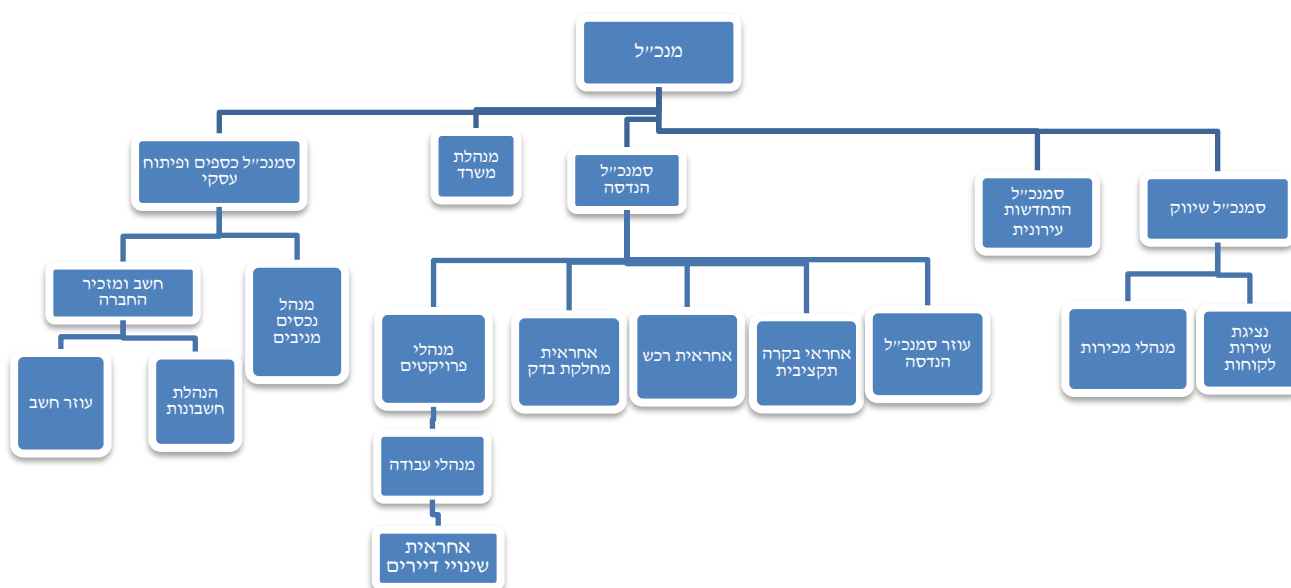 מנכ״ל
סמנכ״ל שיווק
סמנכ״ל
התחדשות
עירונית
סמנכ״ל
הנדסה
מנהלת
משרד
סמנכ״ל כספים ופיתוח
עסקי
נציגת
שירות
לקוחות
מנהלי מכירות
עוזר סמנכ״ל
הנדסה
אחראי בקרה
תקציבית
אחראית רכש
אחראית
מחלקת בדק
מנהלי
פרויקטים
מנהל
נכסים
מניבים
חשב ומזכיר
החברה
הנהלת
חשבונות
עוזר חשב
מנהלי עבודה
אחראית
שינויי דיירים